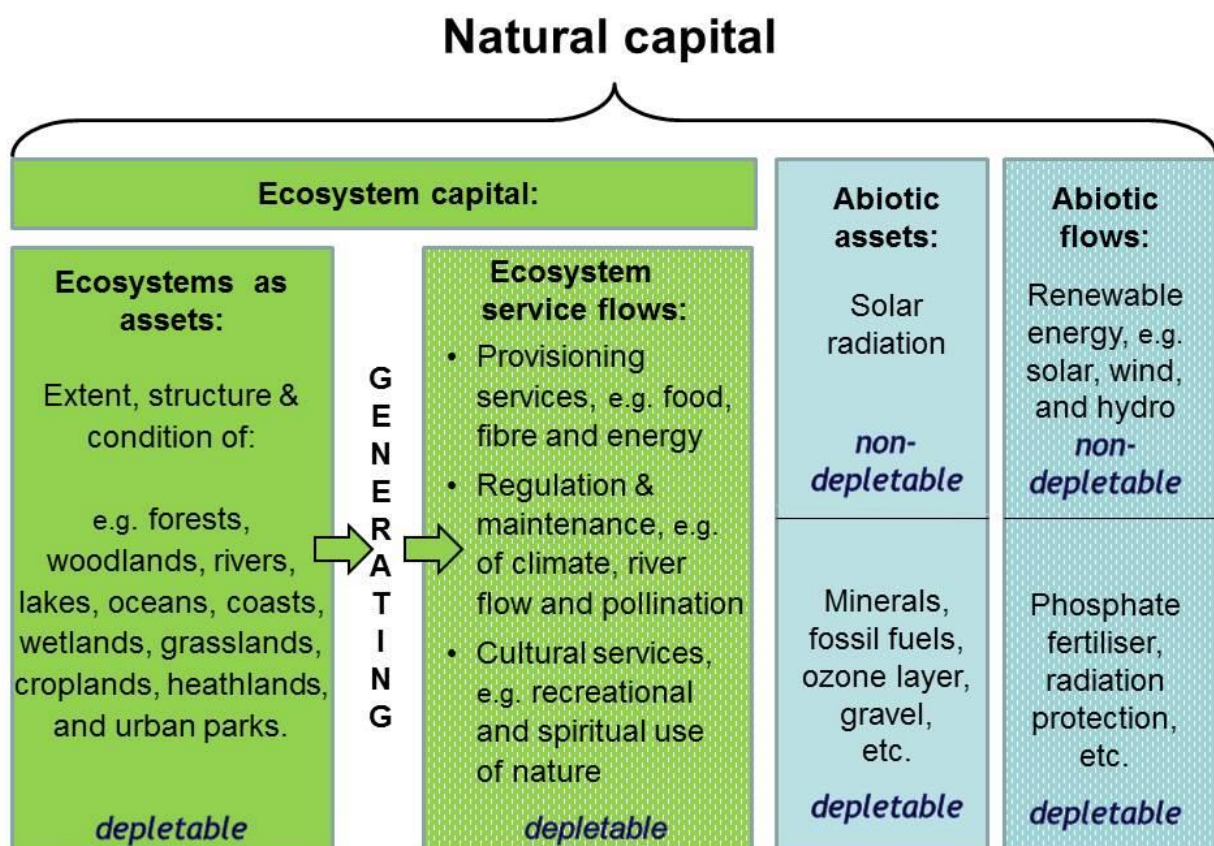 Natural capital
Ecosystem capital:
Ecosystems as
assets:
Extent, structure &
condition of:
e.g. forests,
woodlands, rivers,
lakes, oceans, coasts,
wetlands, grasslands,
croplands, heathlands,
and urban parks.
depletable
G
E
N
E
R
A
T
I
N
G
Ecosystem
service flows:
• Provisioning
services, e.g. food,
fibre and energy
• Regulation &
maintenance, e.g.
of climate, river
flow and pollination
• Cultural services,
e.g. recreational
and spiritual use
of nature
depletable
Abiotic
assets:
Solar
radiation
non-
depletable
Minerals,
fossil fuels,
ozone layer,
gravel,
etc.
depletable
Abiotic
flows:
Renewable
energy, e.g.
solar, wind,
and hydro
non-
depletable
Phosphate
fertiliser,
radiation
protection,
etc.
depletable